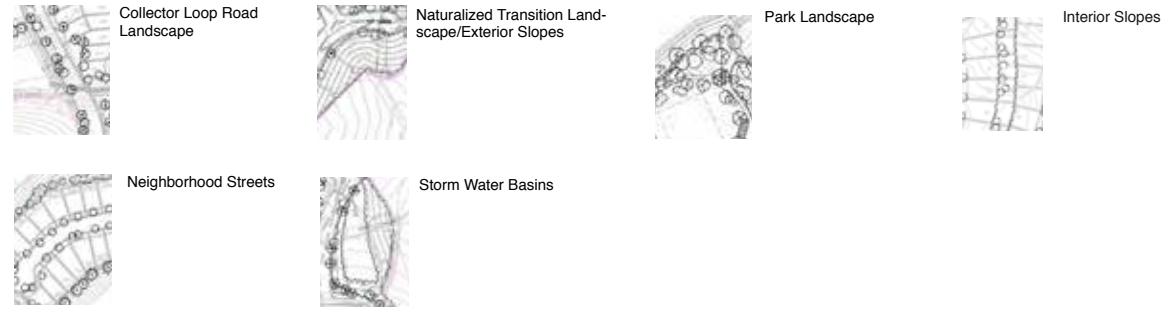 Collector Loop Road
Landscape
Naturalized Transition Land-
scape/Exterior Slopes
Park Landscape
Interior Slopes
Neighborhood Streets
Storm Water Basins